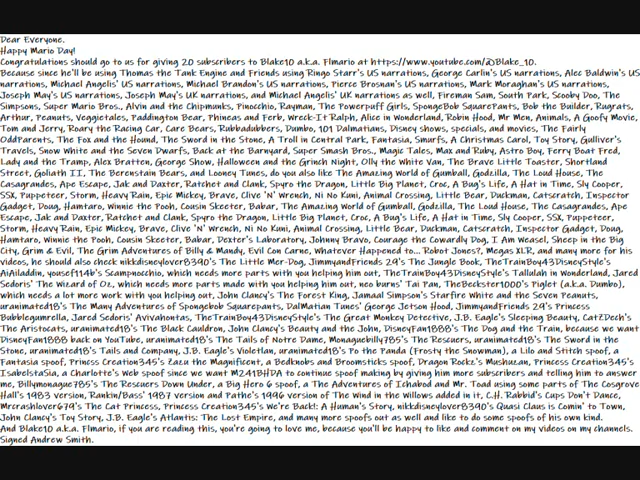 Dear Everyone.
Happy Mario Day!
Congratulations should go to us for giving 20 subscribers to Blake10 a.k.a. Flmario at https://www.youtube.com/@Blake_10.
Because since he'll be using Thomas the Tank Engine and Friends using Ringo Starr's US narrations, George Carlin's US narrations, Alec Baldwin's US
narrations, Michael Angelis' US narrations, Michael Brandon's US narrations, Pierce Brosnan's US narrations, Mark Moraghan's US narrations,
Joseph May's US narrations, Joseph May's UK narrations, and Michael Angelis' UK narrations as well, Fireman Sam, South Park, Scooby Doo, The
Simpsons, Super Mario Bros., Alvin and the Chipmunks, Pinocchio, Rayman, The Powerpuff Girls, SpongeBob SquarePants, Bob the Builder, Rugrats,
Arthur, Peanuts, Veggietales, Paddington Bear, Phineas and Ferb, Wreck-It Ralph, Alice in Wonderland, Robin Hood, Mr Men, Animals, A Goofy Movie,
Tom and Jerry, Roary the Racing Car, Care Bears, Rubbadubbers, Dumbo, 101 Dalmatians, Disney shows, specials, and movies, The Fairly
OddParents, The Fox and the Hound, The Sword in the Stone, A Troll in Central Park, Fantasia, Smurfs, A Christmas Carol, Toy Story, Gulliver's
Travels, Snow White and the Seven Dwarfs, Back at the Barnyard, Super Smash Bros., Magic Tales, Max and Ruby, Astro Boy, Ferry Boat Fred,
Lady and the Tramp, Alex Bratten, George Show, Halloween and the Grinch Night, Olly the White Van, The Brave Little Toaster, Shortland
Street, Goliath II, The Berenstain Bears, and Looney Tunes, do you also like The Amazing World of Gumball, Godzilla, The Loud House, The
Casagrandes, Ape Escape, Jak and Daxter, Ratchet and Clank, Spyro the Dragon, Little Big Planet, Croc, A Bug's Life, A Hat in Time, Sly Cooper,
SSX, Puppeteer, Storm, Heavy Rain, Epic Mickey, Brave, Clive 'N' Wrench, Ni No Kuni, Animal Crossing, Little Bear, Duckman, Catscratch, Inspector
Gadget, Doug, Hamtaro, Winnie the Pooh, Cousin Skeeter, Babar, The Amazing World of Gumball, Godzilla, The Loud House, The Casagrandes, Ape
Escape, Jak and Daxter, Ratchet and Clank, Spyro the Dragon, Little Big Planet, Croc, A Bug's Life, A Hat in Time, Sly Cooper, SSX, Puppeteer,
Storm, Heavy Rain, Epic Mickey, Brave, Clive 'N' Wrench, Ni No Kuni, Animal Crossing, Little Bear, Duckman, Catscratch, Inspector Gadget, Doug,
Hamtaro, Winnie the Pooh, Cousin Skeeter, Babar, Dexter's Laboratory, Johnny Bravo, Courage the Cowardly Dog, I Am Weasel, Sheep in the Big
City, Grim & Evil, The Grim Adventures of Billy & Mandy, Evil Con Carne, Whatever Happened to... Robot Jones?, Megas XLR, and many more for his
videos, he should also check nikkdisneylover8390's The Little Mer-Dog, JimmyandFriends 2.9's The Jungle Book, TheTrainBoy43DisneyStyle's
AiAiladdin, yousef114b's Scampnocchio, which needs more parts with you helping him out, TheTrainBoy43DisneyStyle's Tallulah in Wonderland, Jared
Sedoris' The Wizard of Oz, which needs more parts made with you helping him out, neo burns' Tai Pan, TheBeckster1000's Piglet (a.k.a. Dumbo),
which needs a lot more work with you helping out, John Clancy's The Forest King, Jamaal Simpson's Starfire White and the Seven Peanuts,
uranimated18's The Many Adventures of Spongebob Squarepants, DalMatian Tunes' George Jetson Hood, JimmyandFriends 2.9's Princess
Bubblegumrella, Jared Sedoris' Avivahontas, TheTrainBoy43DisneyStyle's The Great Monkey Detective, J.B. Eagle's Sleeping Beauty, CatZDech's
The Aristocats, uranimated18's The Black Cauldron, John Clancy's Beauty and the John, DisneyFan1888's The Dog and the Train, because we want
DisneyFan1888 back on YouTube, uranimated18's The Tails of Notre Dame, Monaguebilly785's The Rescuers, uranimated18's The Sword in the
Stone, uranimated18's Tails and Company, J.B. Eagle's Violetlan, uranimated18's Po the Panda (Frosty the Snowman), a Lilo and Stitch spoof, a
Fantasia spoof, Princess Creation345's Zazu the Magnificent, a Bedknobs and Broomsticks spoof, Dragon Rockz's Mushzan, Princess Creation345's
IsabelstaSia, a Charlotte's Web spoof since we want M241BHDA to continue spoof making by giving him more subscribers and telling him to answer
me, Billymonague785's The Rescuers Down Under, a Big Hero 6 spoof, a The Adventures of Ichabod and Mr. Toad using some parts of The Cosgrove
Hall's 1983 version, Rankin/Bass' 1987 version and Pathe's 1996 version of The Wind in the Willows added in it, C.H. Rabbid's Cups Don't Dance,
Mrcrashlover679's The Cat Princess, Princess Creation345's We're Back! A Human's Story, nikkdisneylover8390's Quasi Claus is Comin' to Town,
John Clancy's Toy Story, J.B. Eagle's Atlantis: The Lost Empire, and many more spoofs out as well and like to do some spoofs of his own kind.
And Blake10 a.k.a. Flmario, if you are reading this, you're going to love me, because you'll be happy to like and comment on my videos on my channels.
Signed Andrew Smith.